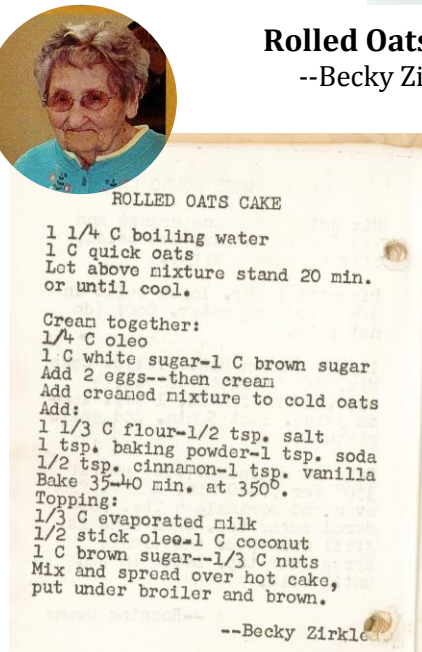 Rolled Oats
--Becky Zi
ROLLED OATS CAKE
1 1/4 C boiling water
1 C quick oats
Let above mixture stand 20 min.
or until cool.
Cream together:
1/4 C oleo
1 C white sugar-1 C brown sugar
Add 2 eggs--then cream
Add creamed mixture to cold oats
Add:
1 1/3 C flour-1/2 tsp. salt
1 tsp. baking powder-1 tsp. soda
1/2 tsp. cinnamon-1 tsp. vanilla
Bake 35-40 min. at 350°.
Topping:
1/3 C evaporated milk
1/2 stick oleo-1 C coconut
1 C brown sugar--1/3 C nuts
Mix and spread over hot cake,
put under broiler and brown.
--Becky Zirkle